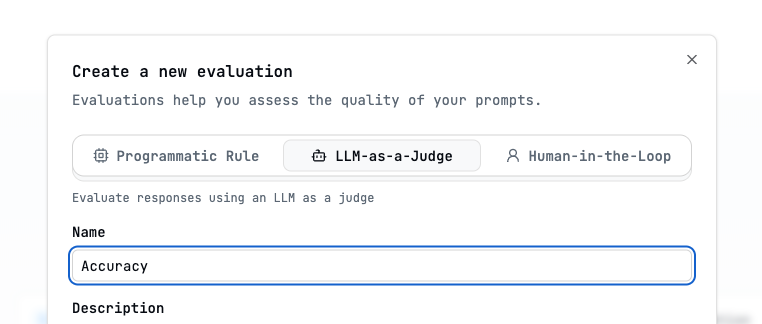 Create a new evaluation
Evaluations help you assess the quality of your prompts.
Programmatic Rule LLM-as-a-Judge Human-in-the-Loop
Evaluate responses using an LLM as a judge
Name
Accuracy
Description